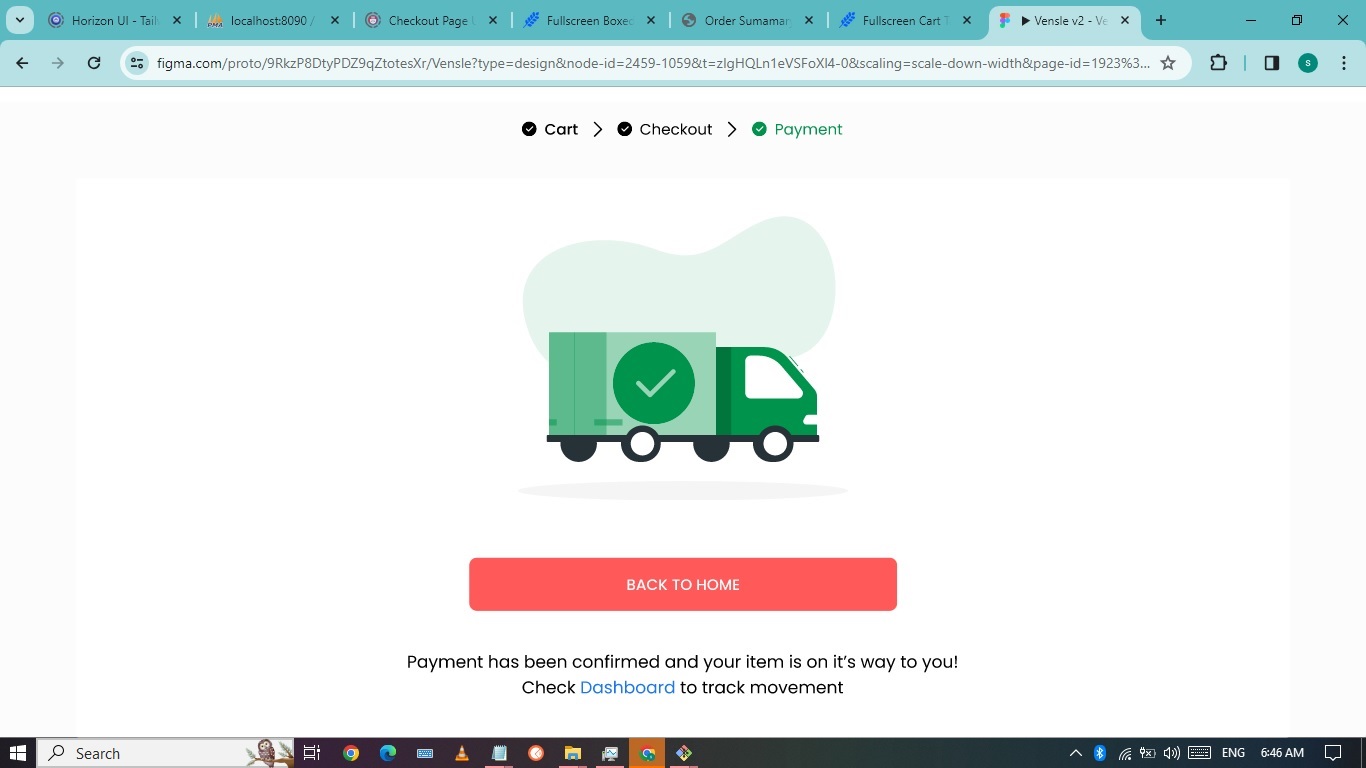 Horizon UI - Tail
localhost:8090 /
Checkout Page U
Fullscreen Boxed
Order Sumamar
Fullscreen Cart T
Vensle v2 - Ve
figma.com/proto/9RkzP8DtyPDZ9qZtotesXr/Vensle?type=design&node-id=2459-1059&t=zIgHQLn1eVSFoXl4-0&scaling=scale-down-width&page-id=1923%3...
S
Cart
Checkout
Payment
BACK TO HOME
Payment has been confirmed and your item is on it’s way to you!
Check Dashboard to track movement
Search
ENG
6:46 AM